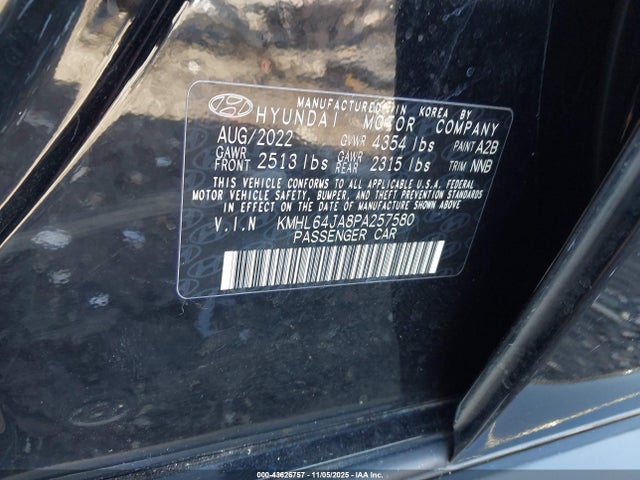 MANUFACTURED IN KOREA BY
HYUNDAI MOTOR COMPANY
AUG/2022 GVWR 4354 lbs PAINT A2B
GAWR FRONT 2513 lbs GAWR REAR 2315 lbs TRIM NNB
THIS VEHICLE CONFORMS TO ALL APPLICABLE U.S.A. FEDERAL
MOTOR VEHICLE SAFETY, BUMPER, AND THEFT PREVENTION STANDARDS
IN EFFECT ON THE DATE OF MANUFACTURE SHOWN ABOVE.
V.I.N KMHL64JA8PA257580
PASSENGER CAR
000-43626757 - 11/05/2025 - IAAI.COM